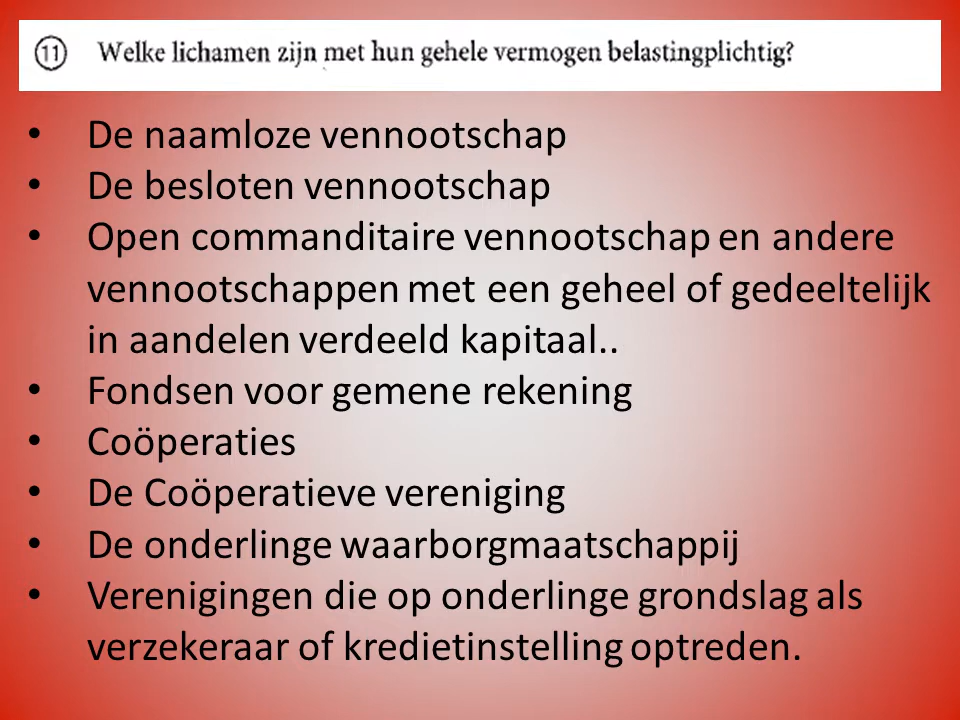 11 Welke lichamen zijn met hun gehele vermogen belastingplichtig?
• De naamloze vennootschap
• De besloten vennootschap
• Open commanditaire vennootschap en andere
vennootschappen met een geheel of gedeeltelijk
in aandelen verdeeld kapitaal..
• Fondsen voor gemene rekening
• Coöperaties
• De Coöperatieve vereniging
• De onderlinge waarborgmaatschappij
• Verenigingen die op onderlinge grondslag als
verzekeraar of kredietinstelling optreden.